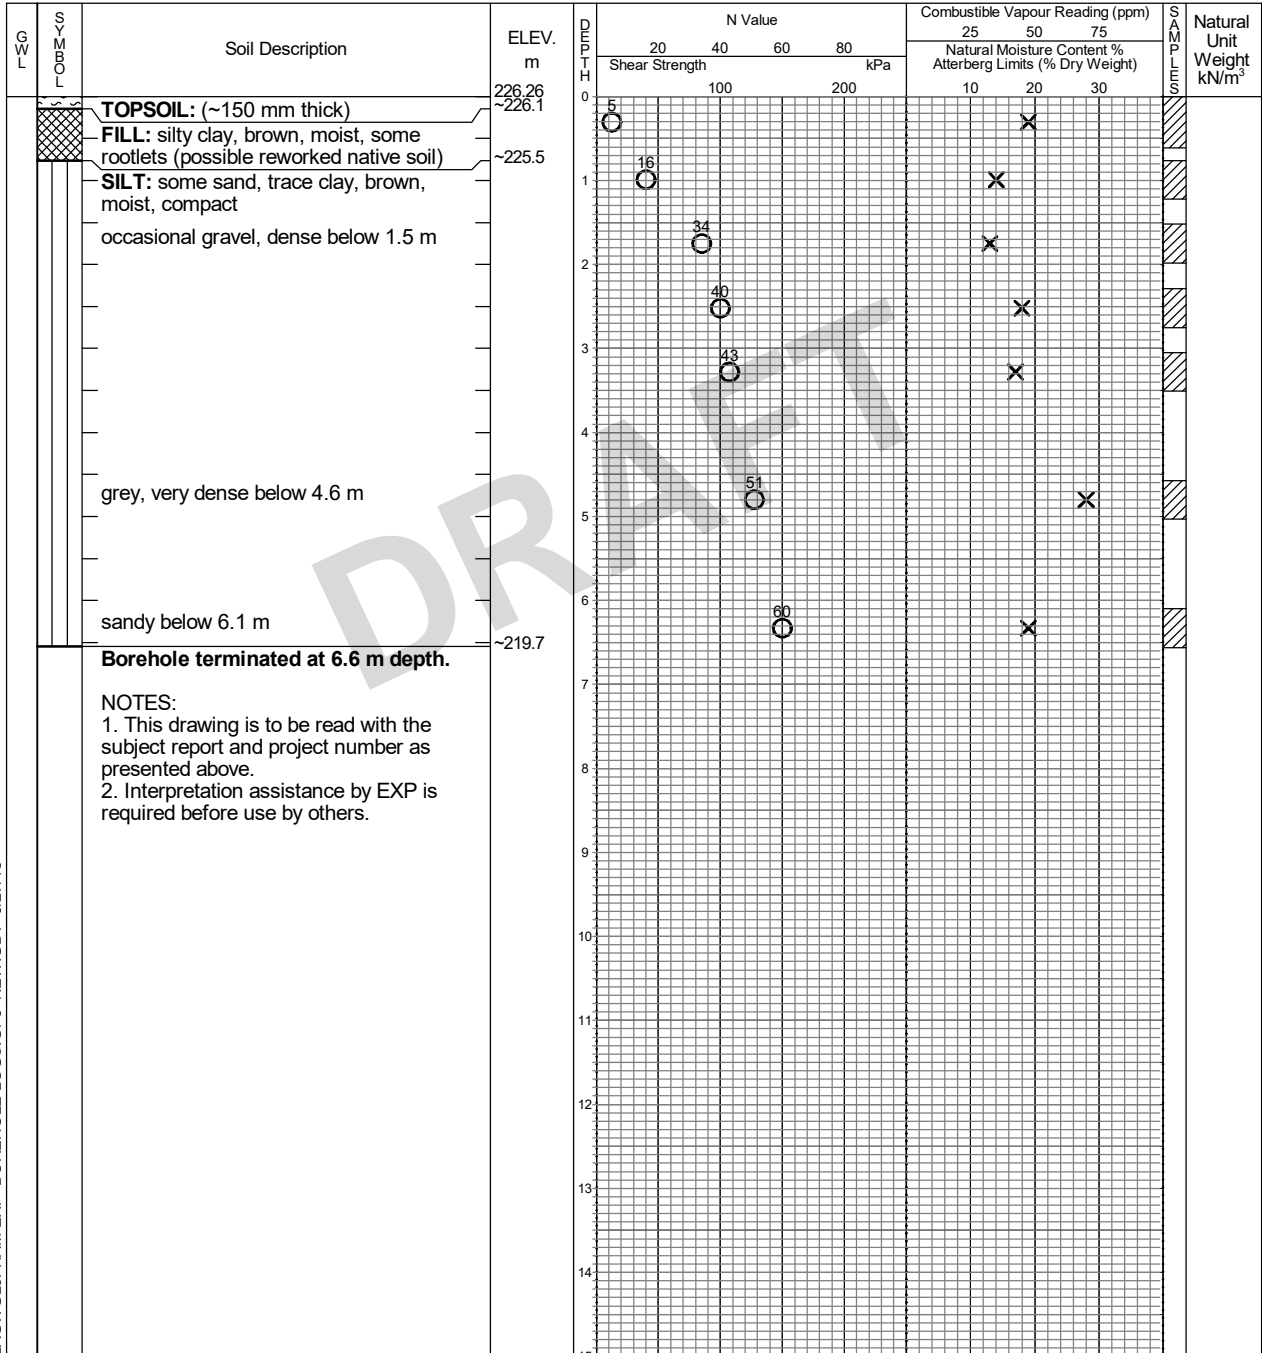 GWL
SYMBOL
Soil Description
ELEV.
m
226.26
DEPTH
N Value
20 40 60 80
Shear Strength kPa
100 200
Combustible Vapour Reading (ppm)
25 50 75
Natural Moisture Content %
Atterberg Limits (% Dry Weight)
10 20 30
SAMPLES
Natural
Unit
Weight
kN/m³
0
TOPSOIL: (~150 mm thick)
~226.1
5
FILL: silty clay, brown, moist, some
rootlets (possible reworked native soil)
~225.5
16
SILT: some sand, trace clay, brown,
moist, compact
1
occasional gravel, dense below 1.5 m
34
2
40
3
43
4
grey, very dense below 4.6 m
51
5
6
sandy below 6.1 m
60
~219.7
Borehole terminated at 6.6 m depth.
7
NOTES:
1. This drawing is to be read with the
subject report and project number as
presented above.
2. Interpretation assistance by EXP is
required before use by others.
8
9
10
11
12
13
14
DRAFT